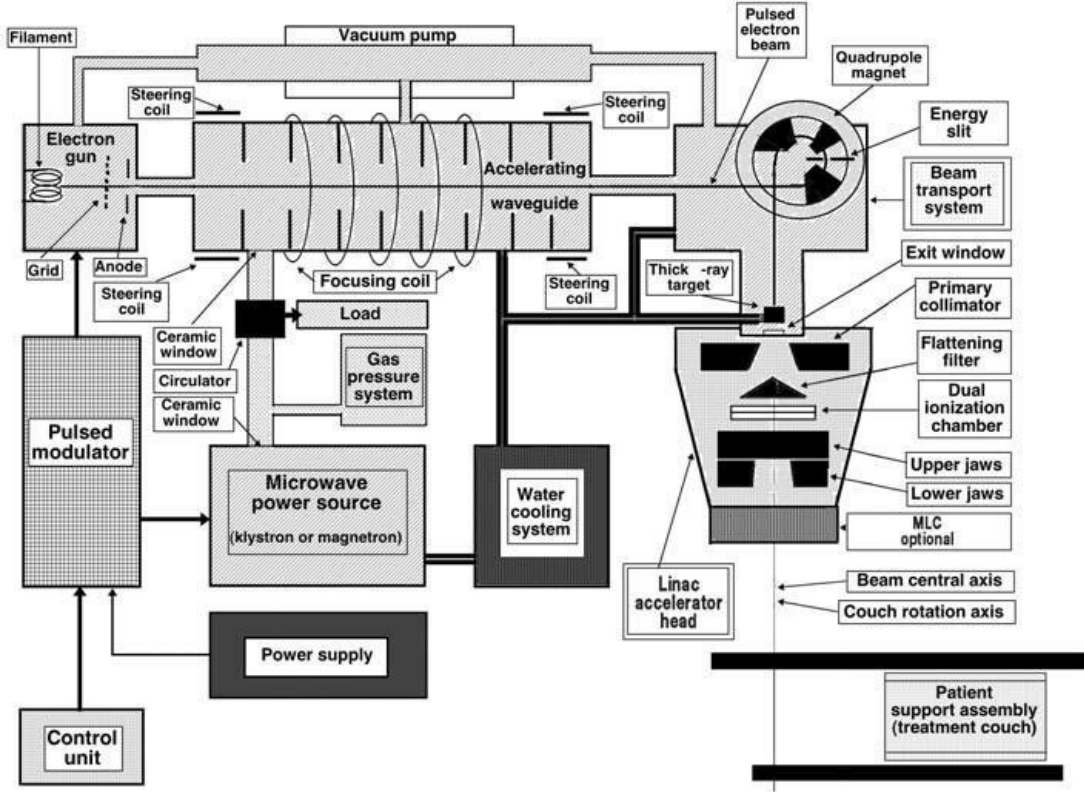 Filament
Vacuum pump
Pulsed
electron
beam
Quadrupole
magnet
Steering
coil
Steering
coil
Energy
slit
Electron
gun
Accelerating
waveguide
Beam
transport
system
Grid
Anode
Steering
coil
Focusing coil
Steering
coil
Thick -ray
target
Exit window
Primary
collimator
Load
Ceramic
window
Circulator
Gas
pressure
system
Flattening
filter
Ceramic
window
Dual
ionization
chamber
Pulsed
modulator
Upper jaws
Lower jaws
Microwave
power source
(klystron or magnetron)
Water
cooling
system
MLC
optional
Linac
accelerator
head
Beam central axis
Couch rotation axis
Power supply
Patient
support assembly
(treatment couch)
Control
unit